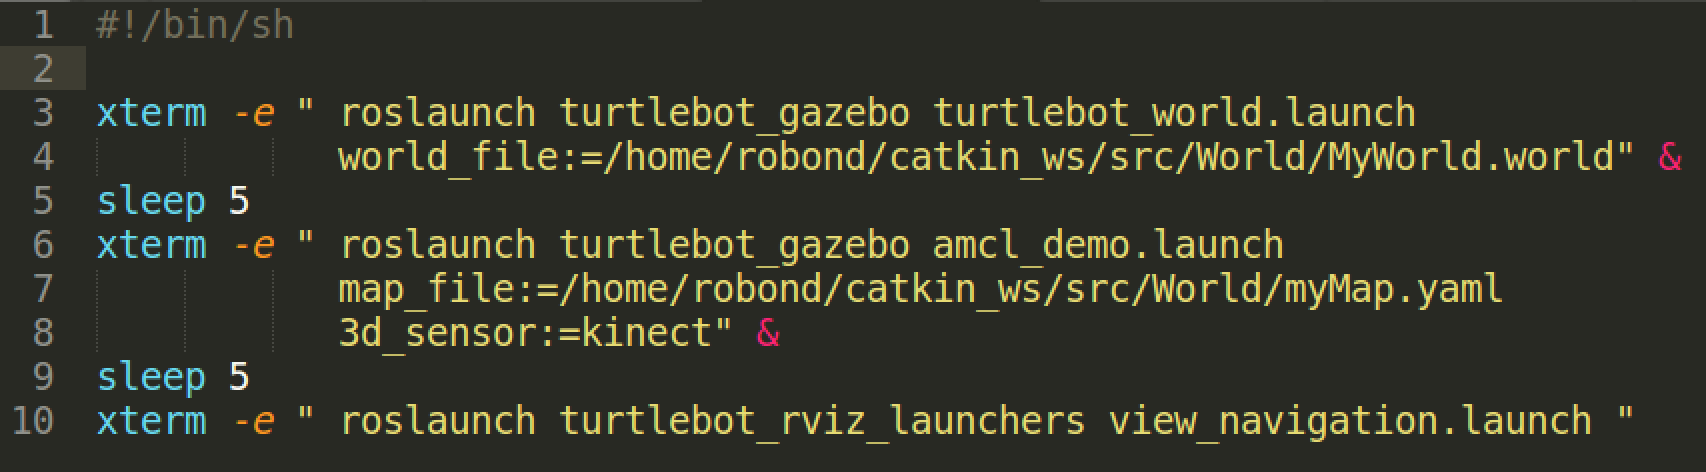 1 #!/bin/sh
2
3 xterm -e " roslaunch turtlebot_gazebo turtlebot_world.launch
4 world_file:=/home/robond/catkin_ws/src/World/MyWorld.world" &
5 sleep 5
6 xterm -e " roslaunch turtlebot_gazebo amcl_demo.launch
7 map_file:=/home/robond/catkin_ws/src/World/myMap.yaml
8 3d_sensor:=kinect" &
9 sleep 5
10 xterm -e " roslaunch turtlebot_rviz_launchers view_navigation.launch "